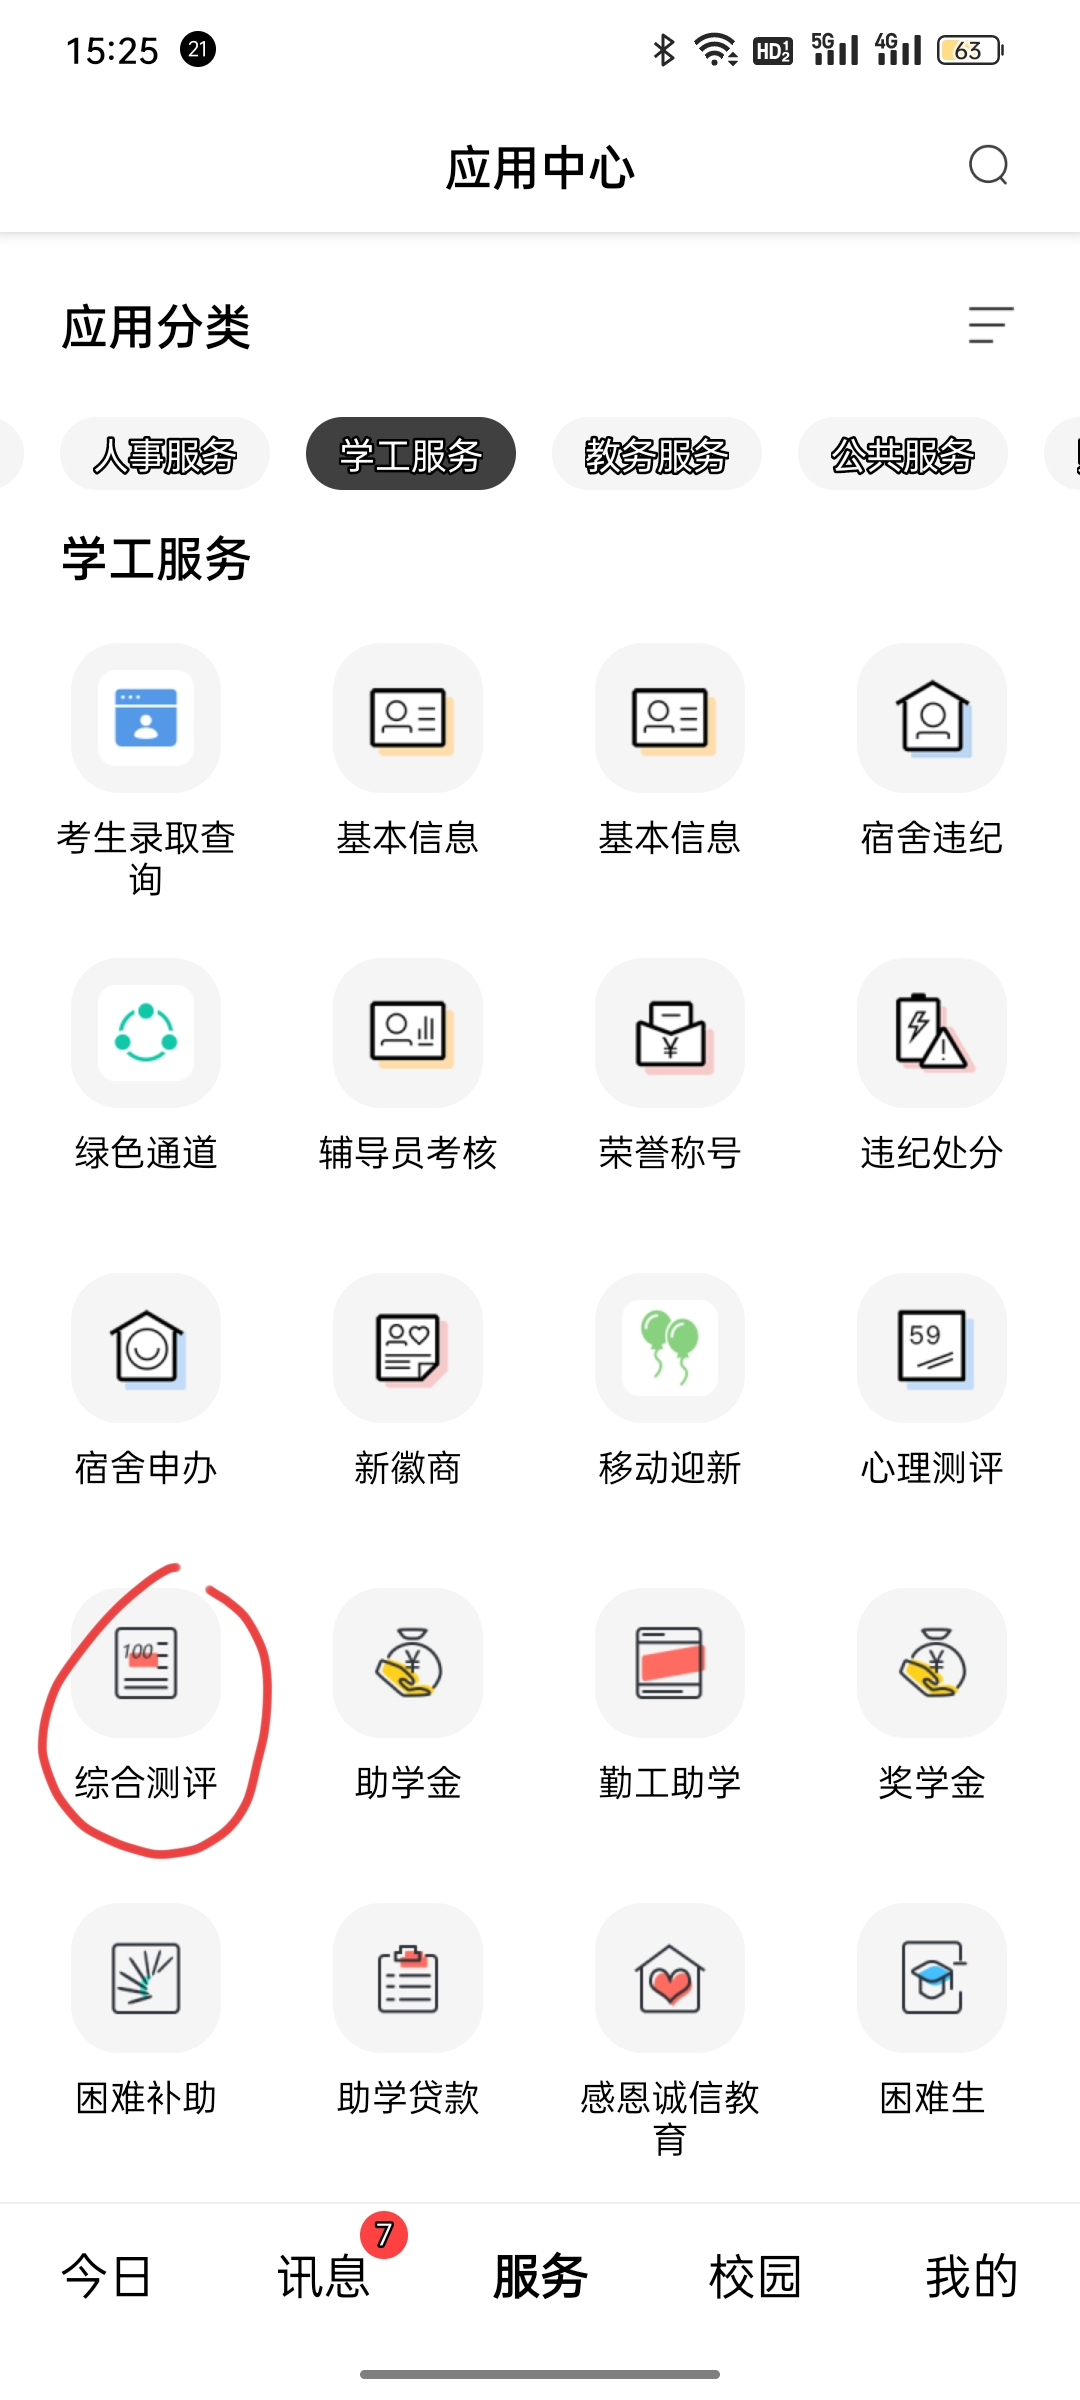 15:25 21 HD 1 2 5G 4G 63
应用中心
应用分类
人事服务 学工服务 教务服务 公共服务
学工服务
考生录取查询 基本信息 基本信息 宿舍违纪
¥
绿色通道 辅导员考核 荣誉称号 违纪处分
59
宿舍申办 新徽商 移动迎新 心理测评
100 ¥ ¥
综合测评 助学金 勤工助学 奖学金
困难补助 助学贷款 感恩诚信教育 困难生
7
今日 讯息 服务 校园 我的